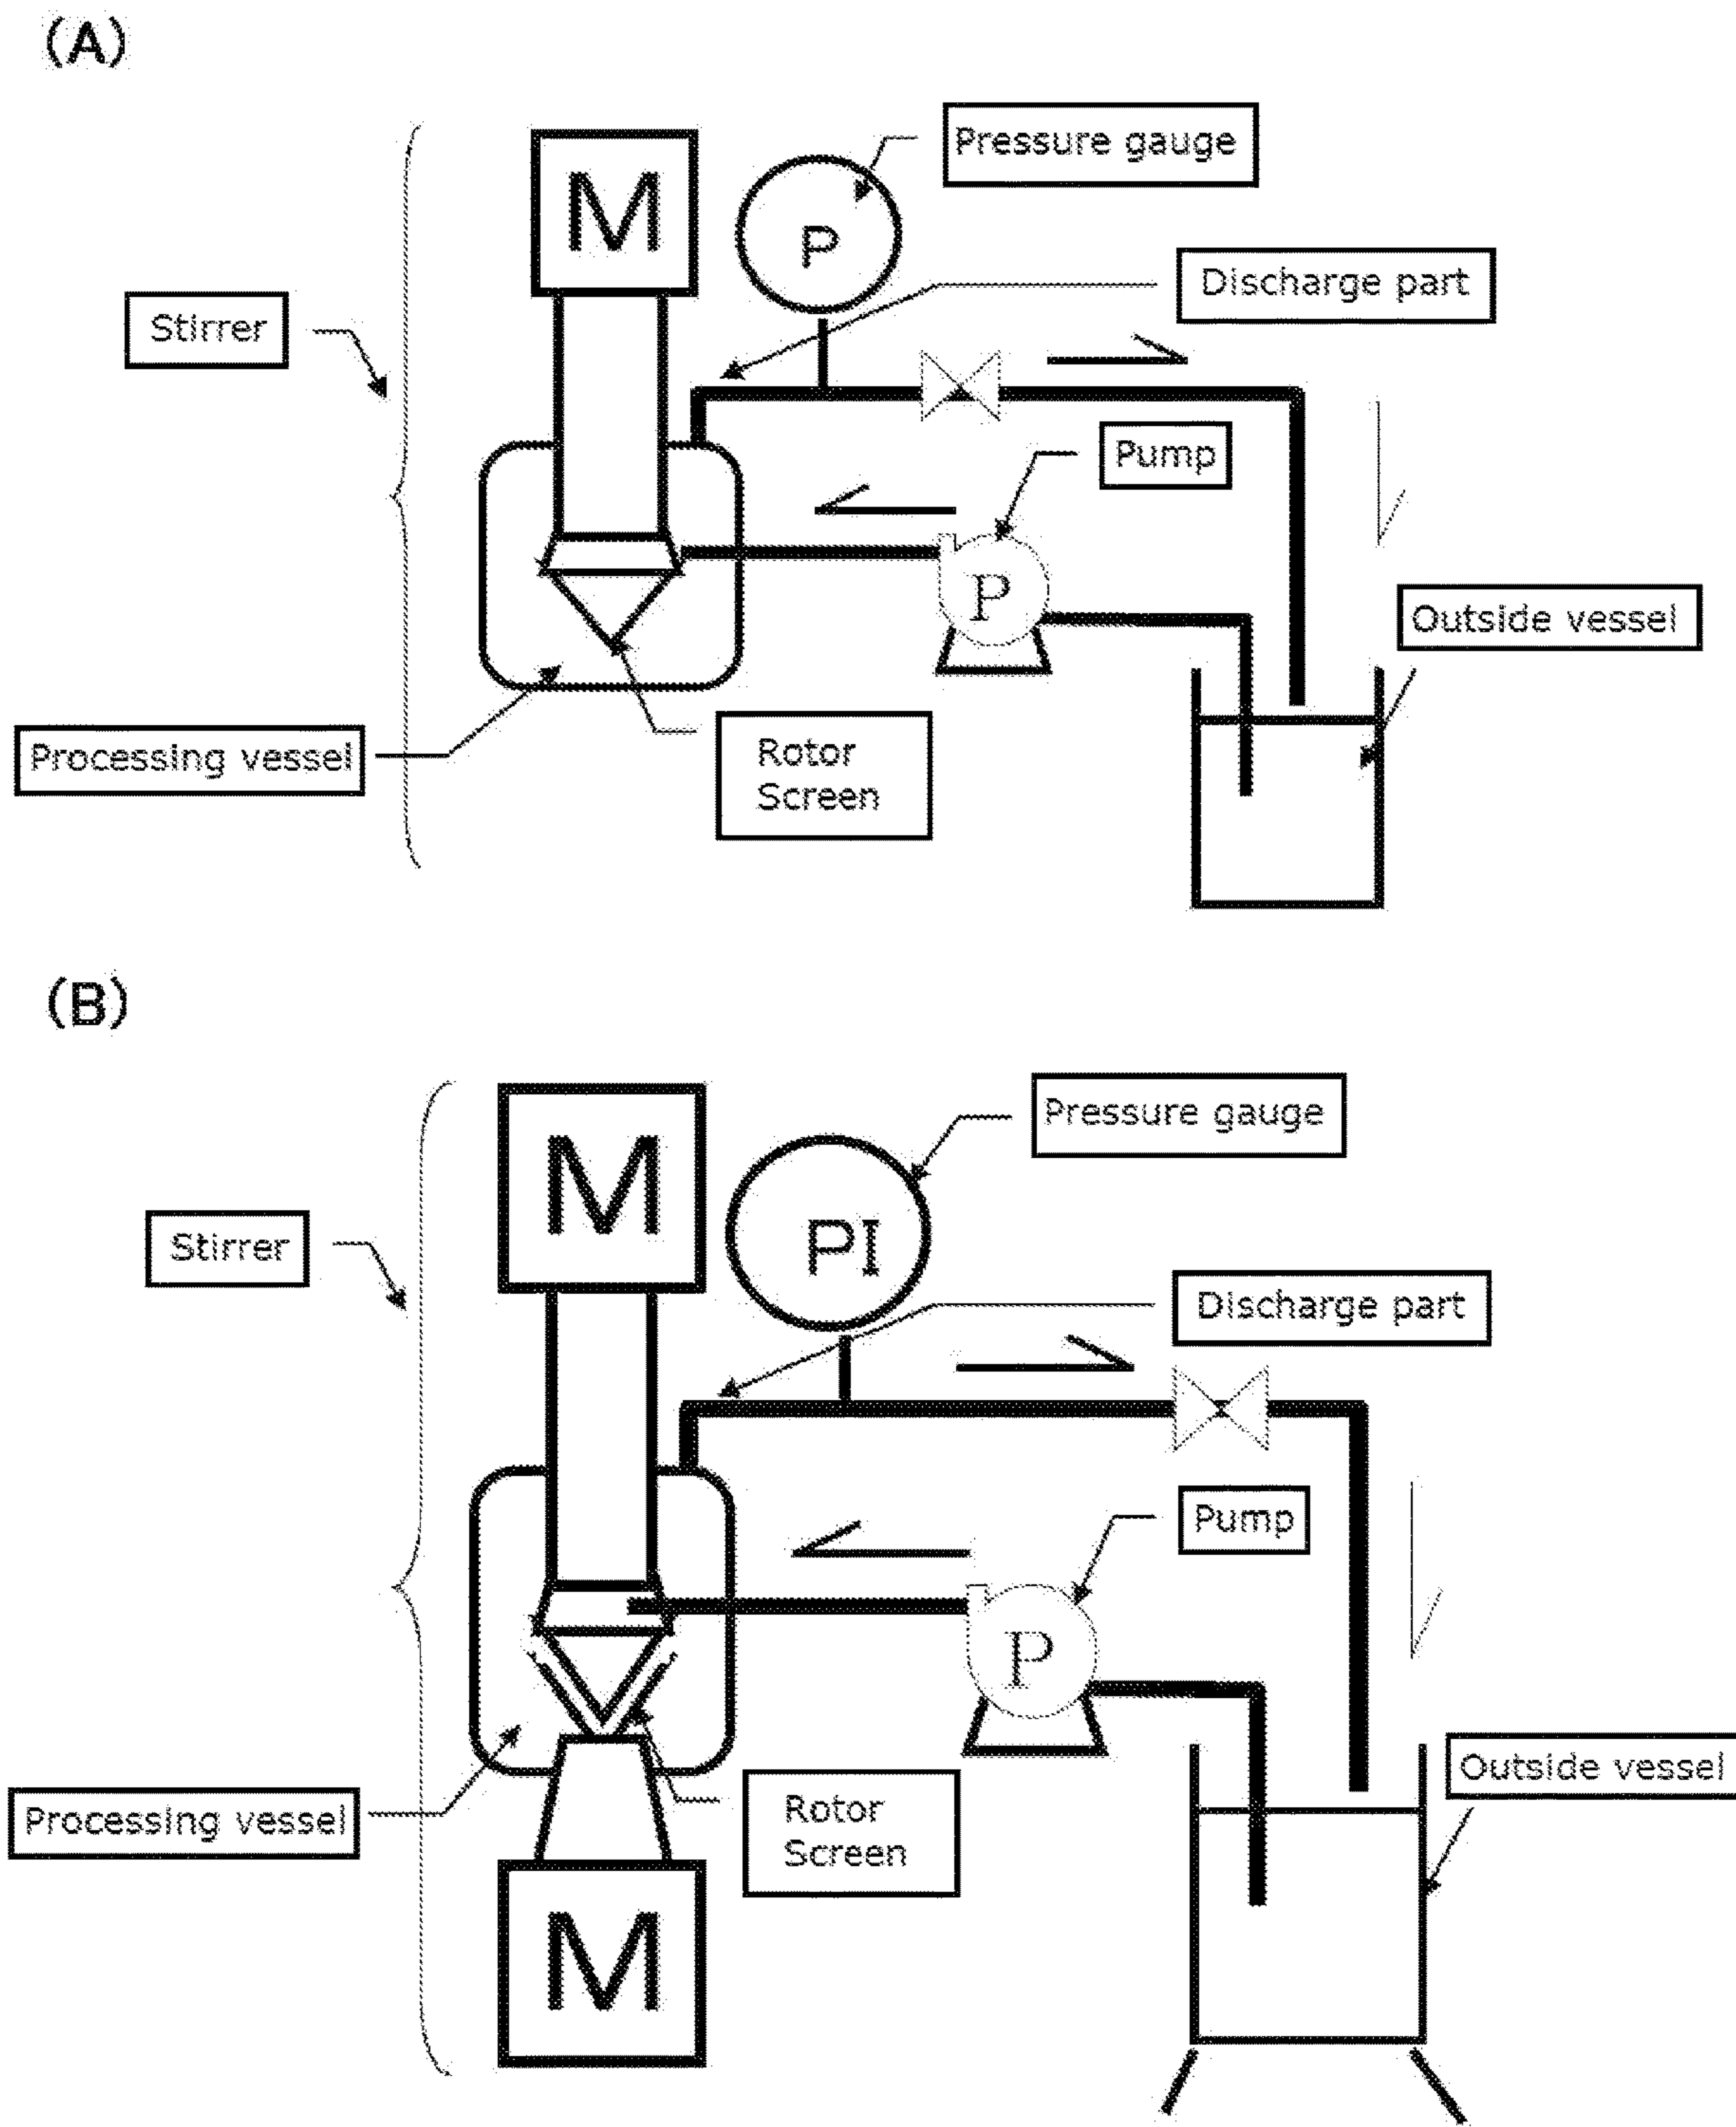 (A)
Pressure gauge
M
P
Discharge part
Stirrer
Pump
P
Outside vessel
Processing vessel
Rotor
Screen
(B)
Pressure gauge
M
PI
Stirrer
Discharge part
Pump
P
Outside vessel
Processing vessel
Rotor
Screen
M